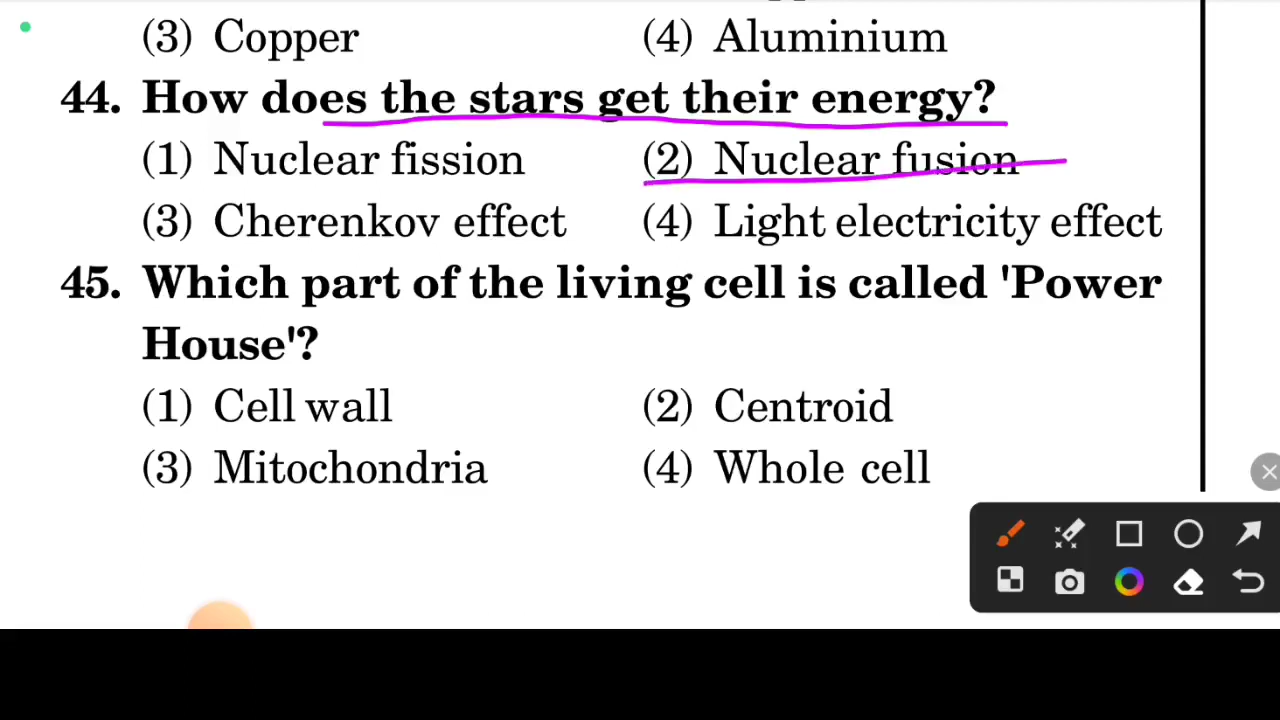 (3) Copper (4) Aluminium
44. How does the stars get their energy?
(1) Nuclear fission (2) Nuclear fusion
(3) Cherenkov effect (4) Light electricity effect
45. Which part of the living cell is called 'Power
House'?
(1) Cell wall (2) Centroid
(3) Mitochondria (4) Whole cell